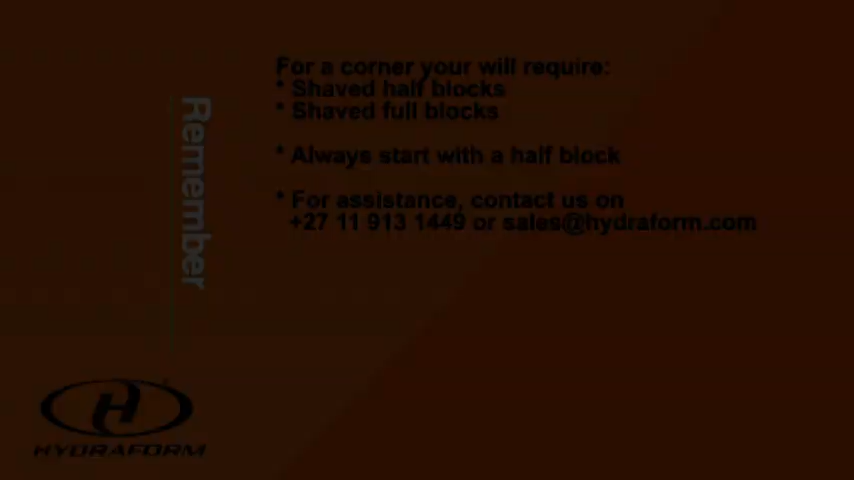 Remember
For a corner your will require:
* Shaved half blocks
* Shaved full blocks
* Always start with a half block
* For assistance, contact us on
+27 11 913 1449 or sales@hydraform.com
H
HYDRAFORM